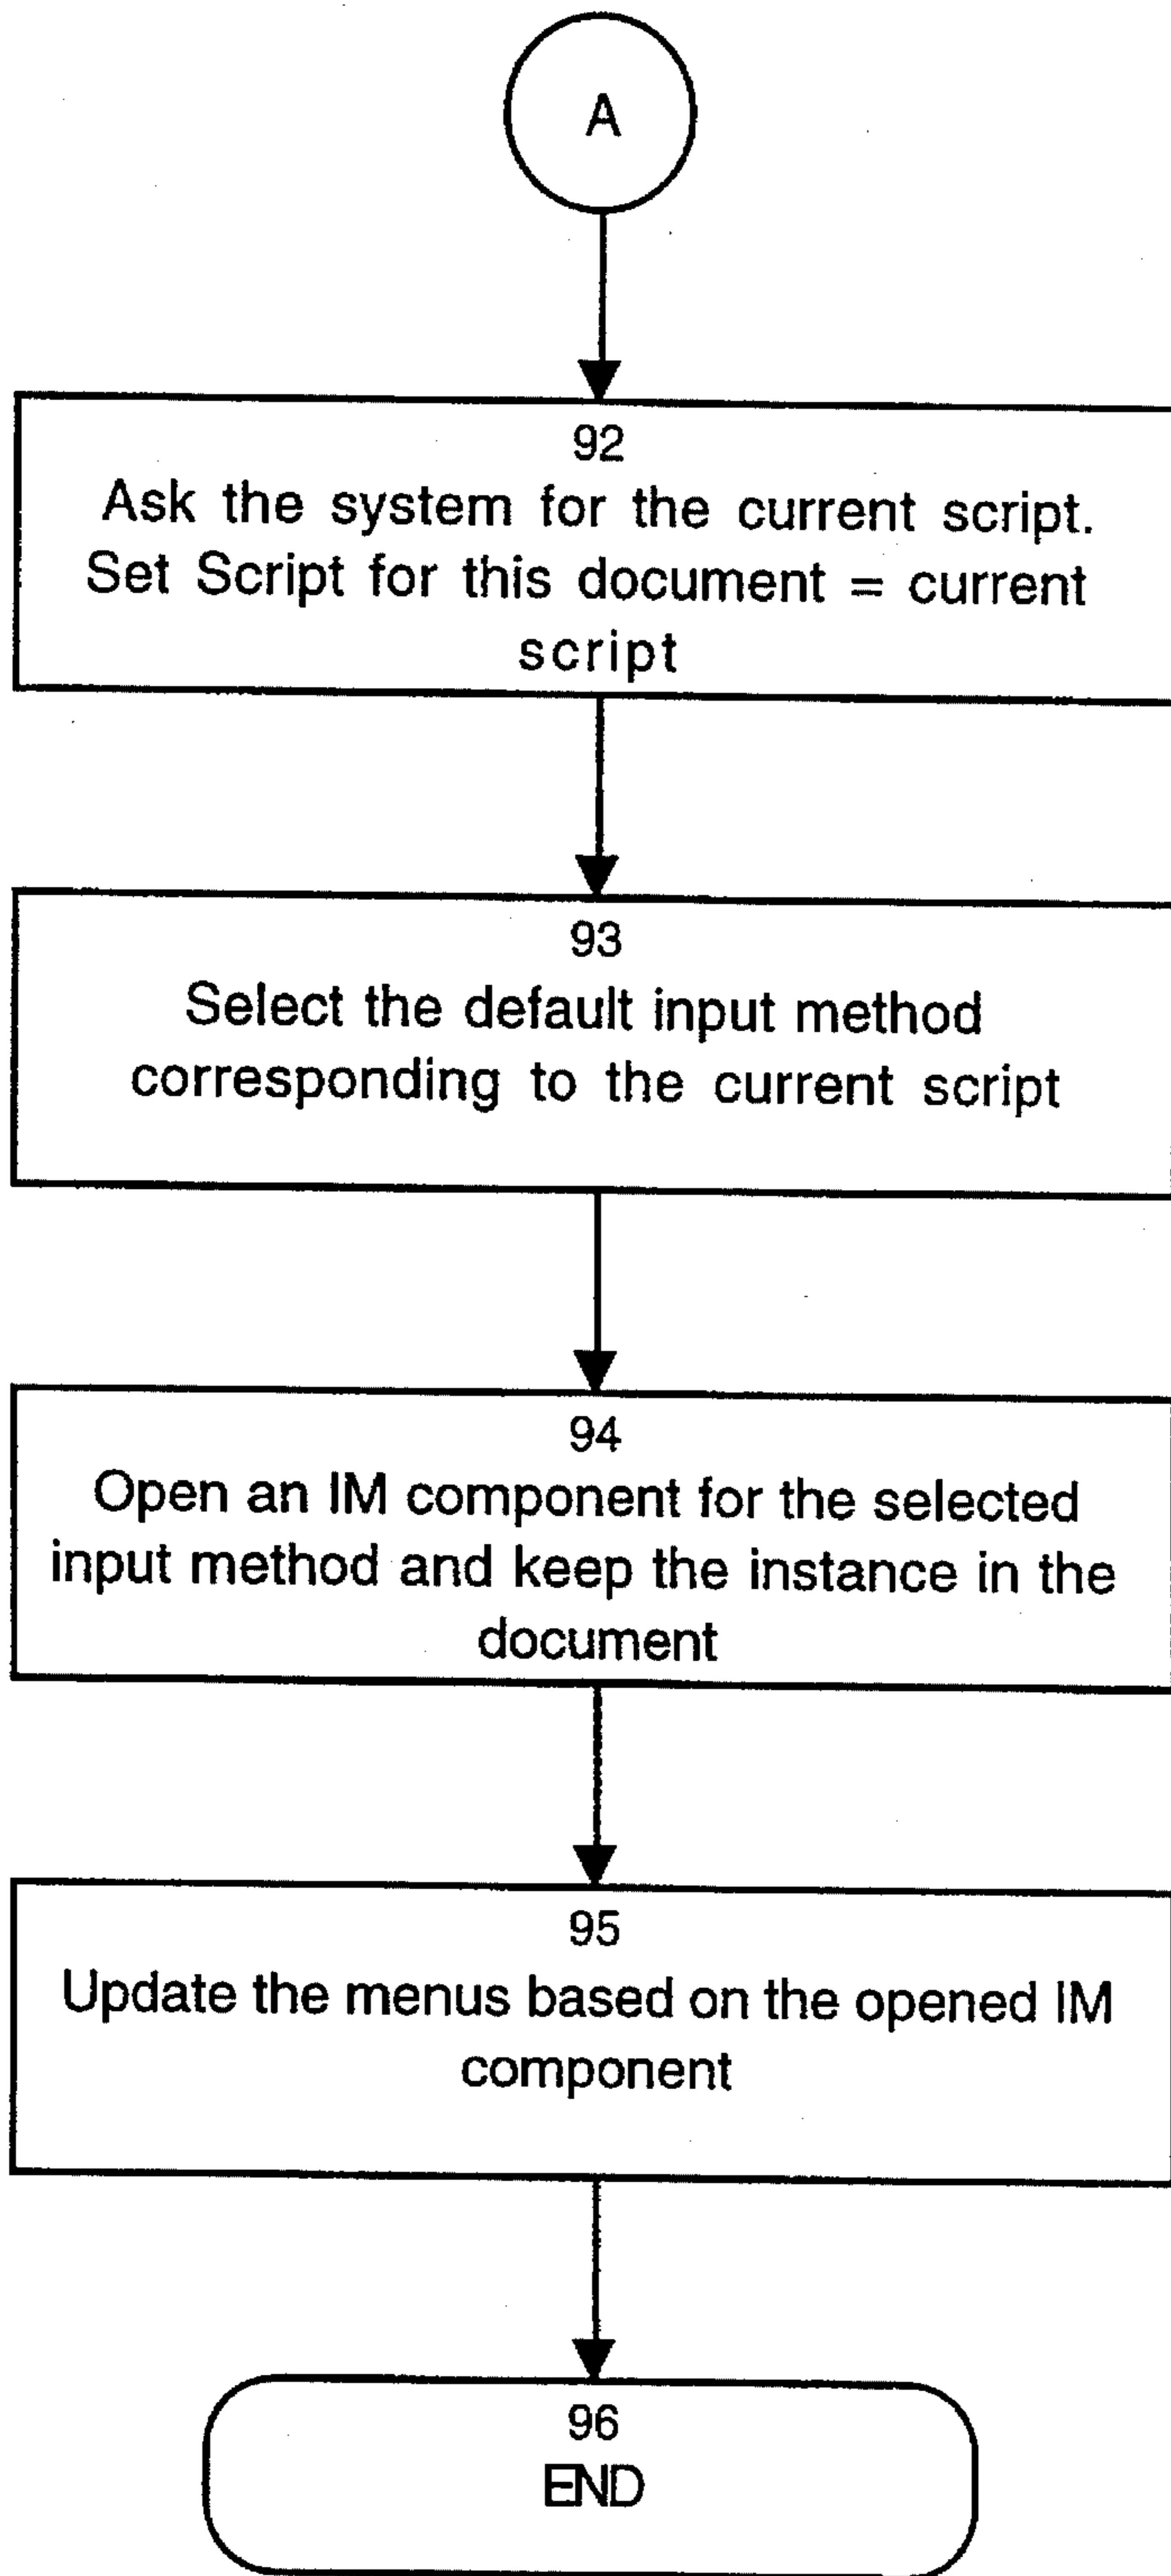 A
92
Ask the system for the current script.
Set Script for this document = current
script
93
Select the default input method
corresponding to the current script
94
Open an IM component for the selected
input method and keep the instance in the
document
95
Update the menus based on the opened IM
component
96
END